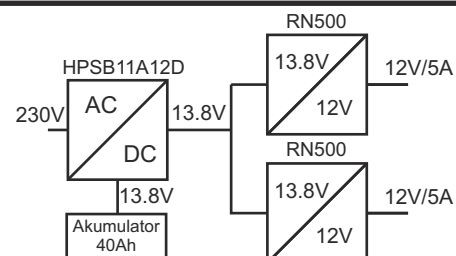 RN500
HPSB11A12D
13.8V
12V/5A
230V
AC
13.8V
12V
DC
RN500
13.8V
13.8V
12V/5A
Akumulator
40Ah
12V